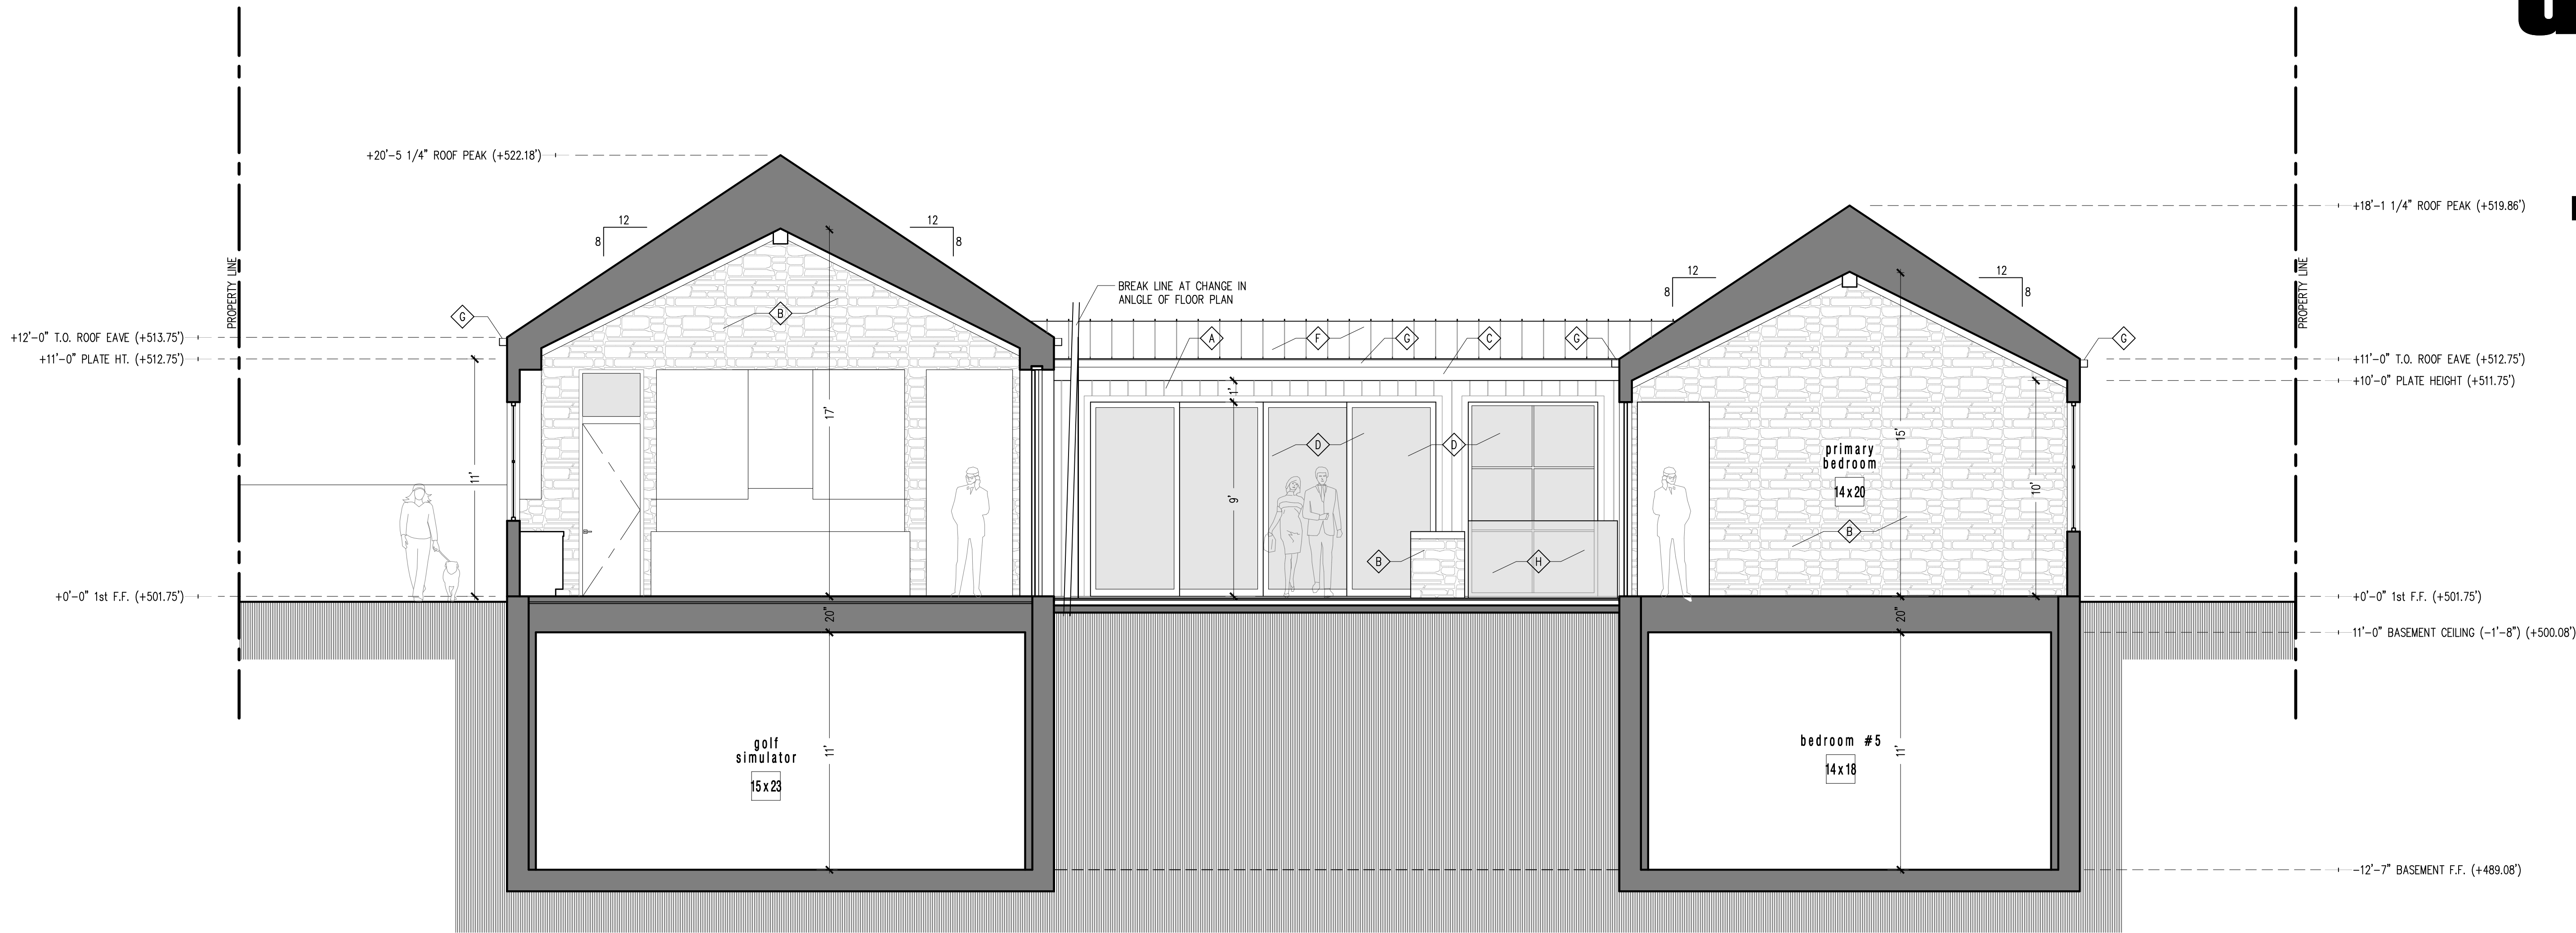 +20'-5 1/4" ROOF PEAK (+522.18')
+18'-1 1/4" ROOF PEAK (+519.86')
12
8
12
8
12
8
12
8
PROPERTY LINE
PROPERTY LINE
BREAK LINE AT CHANGE IN
ANLGLE OF FLOOR PLAN
G
B
A
F
G
C
G
G
+12'-0" T.O. ROOF EAVE (+513.75')
+11'-0" PLATE HT. (+512.75')
+11'-0" T.O. ROOF EAVE (+512.75')
+10'-0" PLATE HEIGHT (+511.75')
17'
1'
15'
D
D
primary
bedroom
14x20
11'
9'
10'
B
B
H
+0'-0" 1st F.F. (+501.75')
+0'-0" 1st F.F. (+501.75')
20"
20"
11'-0" BASEMENT CEILING (-1'-8") (+500.08')
golf
simulator
15x23
11'
bedroom #5
14x18
11'
-12'-7" BASEMENT F.F. (+489.08')